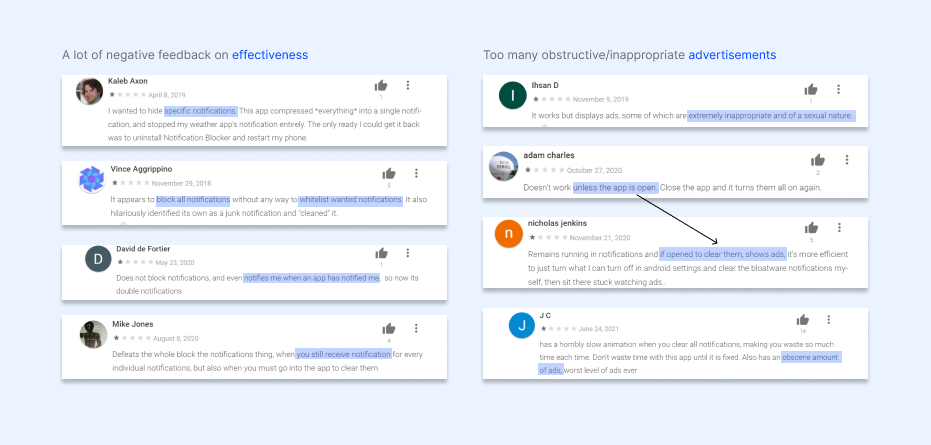 A lot of negative feedback on effectiveness
Kaleb Axon
April 8, 2019
1
I wanted to hide specific notifications. This app compressed *everything* into a single notifi-
cation, and stopped my weather app's notification entirely. The only ready I could get it back
was to uninstall Notification Blocker and restart my phone.
Vince Aggrippino
November 29, 2018
5
It appears to block all notifications without any way to whitelist wanted notifications. It also
hilariously identified its own as a junk notification and "cleaned" it.
D
David de Fortier
May 23, 2020
1
Does not block notifications, and even notifies me when an app has notified me.. so now its
double notifications
Mike Jones
August 8, 2020
4
Defeats the whole block the notifications thing, when you still receive notification for every
individual notifications, but also when you must go into the app to clear them
Too many obstructive/inappropriate advertisements
I
Ihsan D
November 9, 2019
1
It works but displays ads, some of which are extremely inappropriate and of a sexual nature.
adam charles
October 27, 2020
2
Doesn't work unless the app is open. Close the app and it turns them all on again.
n
nicholas jenkins
November 21, 2020
5
Remains running in notifications and if opened to clear them, shows ads, it's more efficient
to just turn what I can turn off in android settings and clear the bloatware notifications my-
self, then sit there stuck watching ads..
J
J C
June 24, 2021
14
has a horribly slow animation when you clear all notifications, making you waste so much
time each time. Don't waste time with this app until it is fixed. Also has an obscene amount
of ads, worst level of ads ever